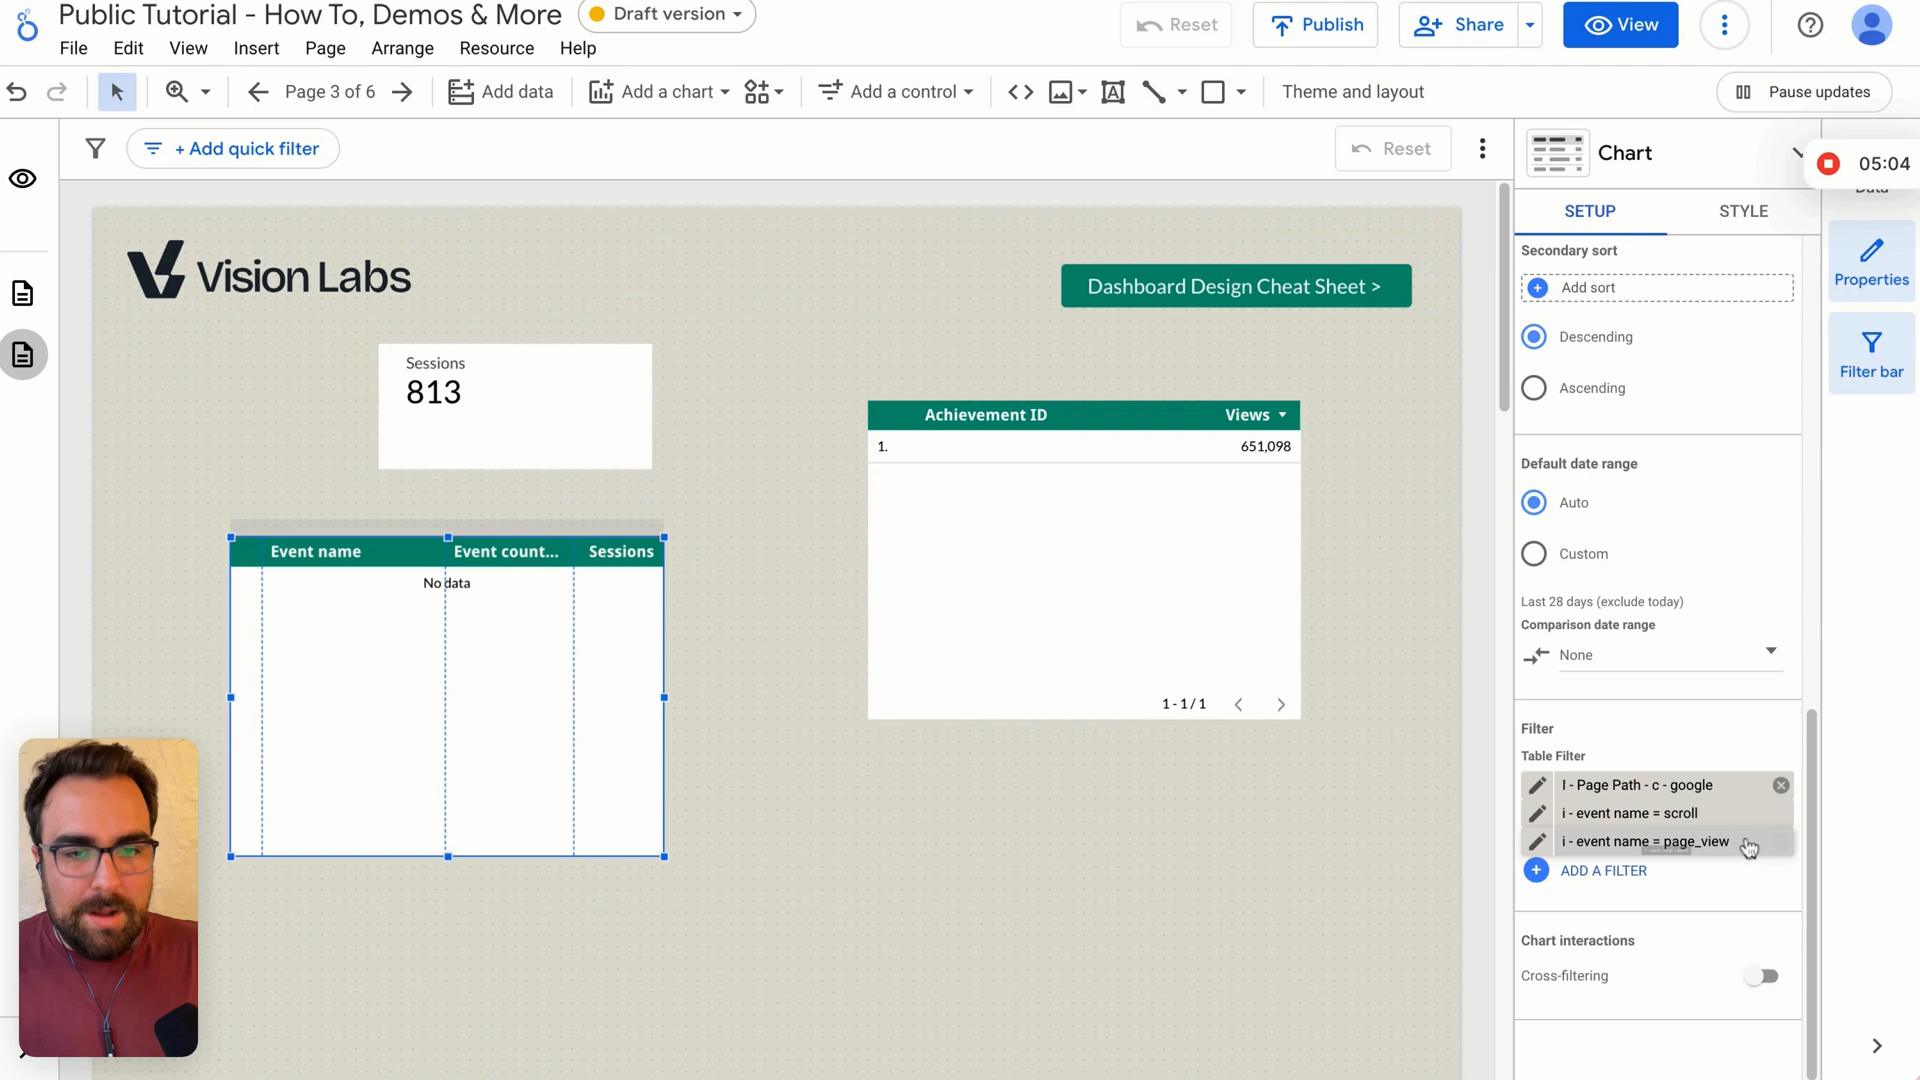 Public Tutorial - How To, Demos & More
Draft version
Reset
Publish
Share
View
File
Edit
View
Insert
Page
Arrange
Resource
Help
Page 3 of 6
Add data
Add a chart
Add a control
Theme and layout
Pause updates
+ Add quick filter
Reset
Chart
05:04
Data
SETUP
STYLE
Properties
Filter bar
Vision Labs
Dashboard Design Cheat Sheet >
Sessions
813
Achievement ID
Views
1.
651,098
1 - 1 / 1
Event name
Event count...
Sessions
No data
Secondary sort
Add sort
Descending
Ascending
Default date range
Auto
Custom
Last 28 days (exclude today)
Comparison date range
None
Filter
Table Filter
I - Page Path - c - google
i - event name = scroll
i - event name = page_view
ADD A FILTER
Chart interactions
Cross-filtering